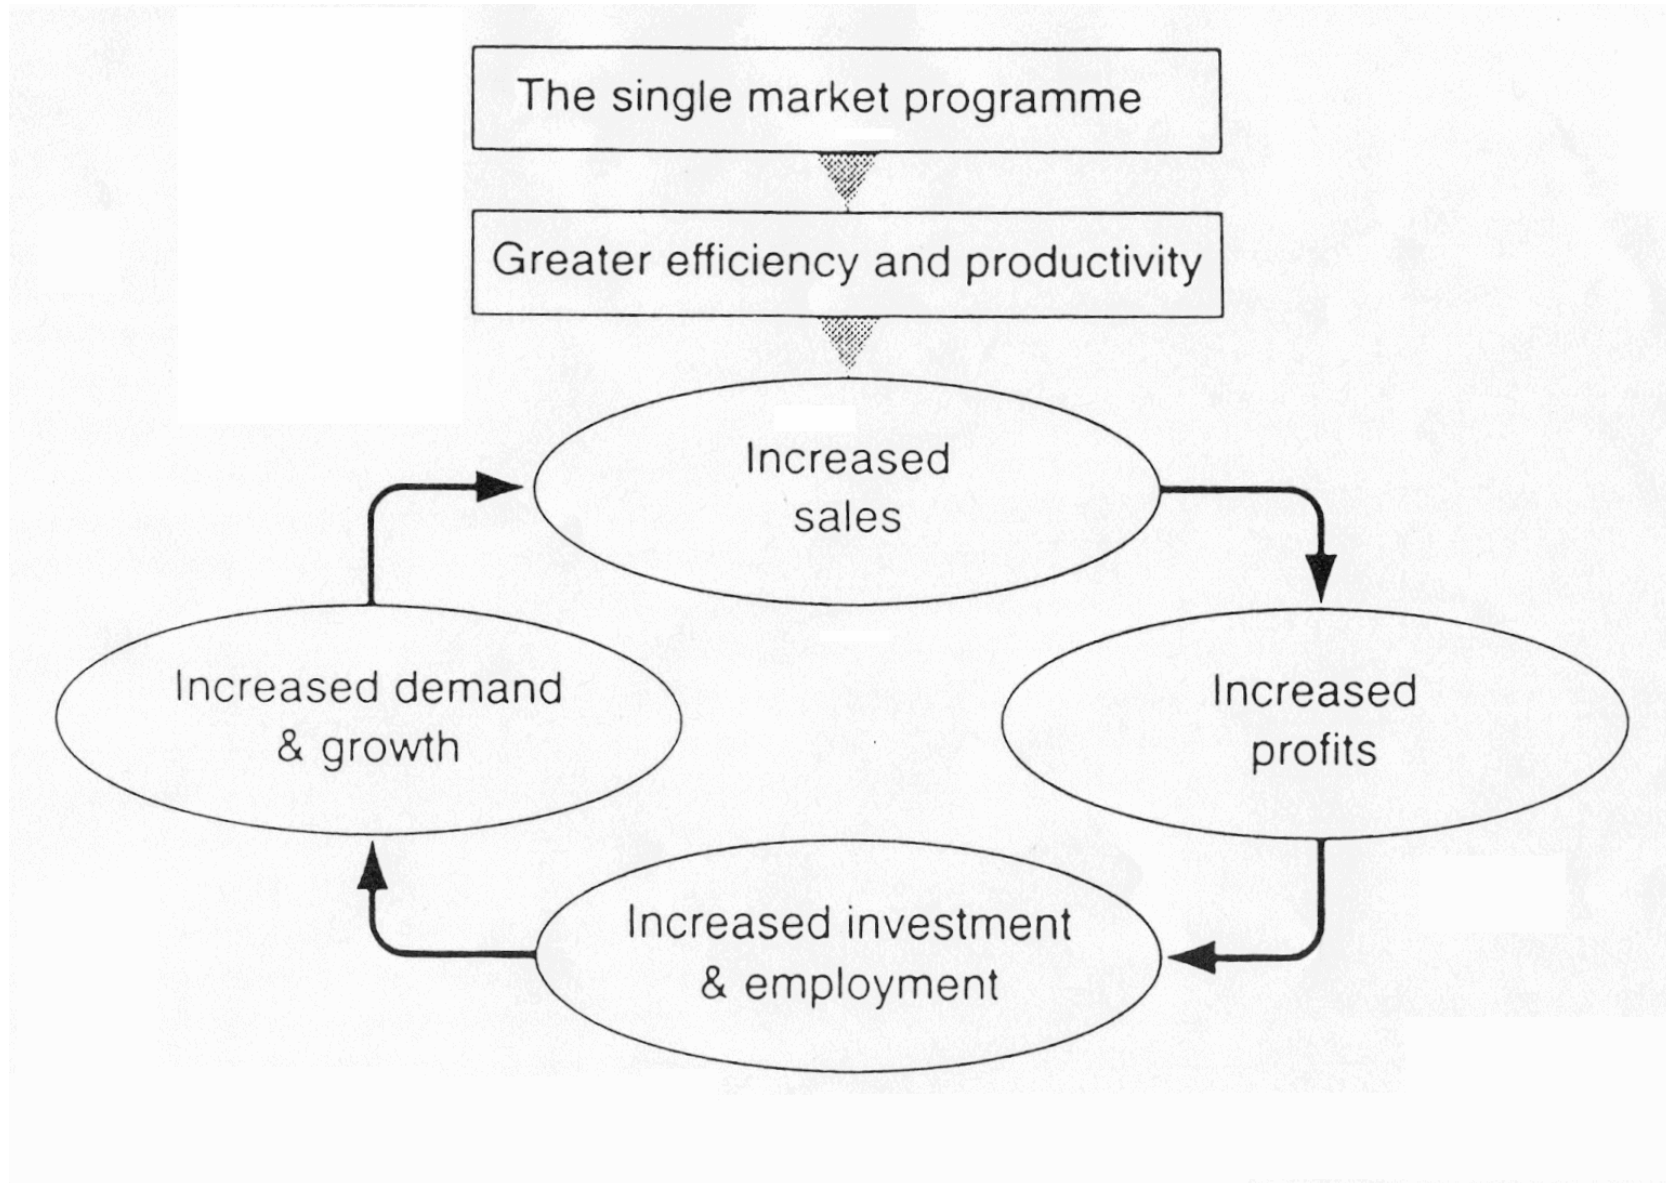 The single market programme
Greater efficiency and productivity
Increased
sales
Increased demand
& growth
Increased
profits
Increased investment
& employment